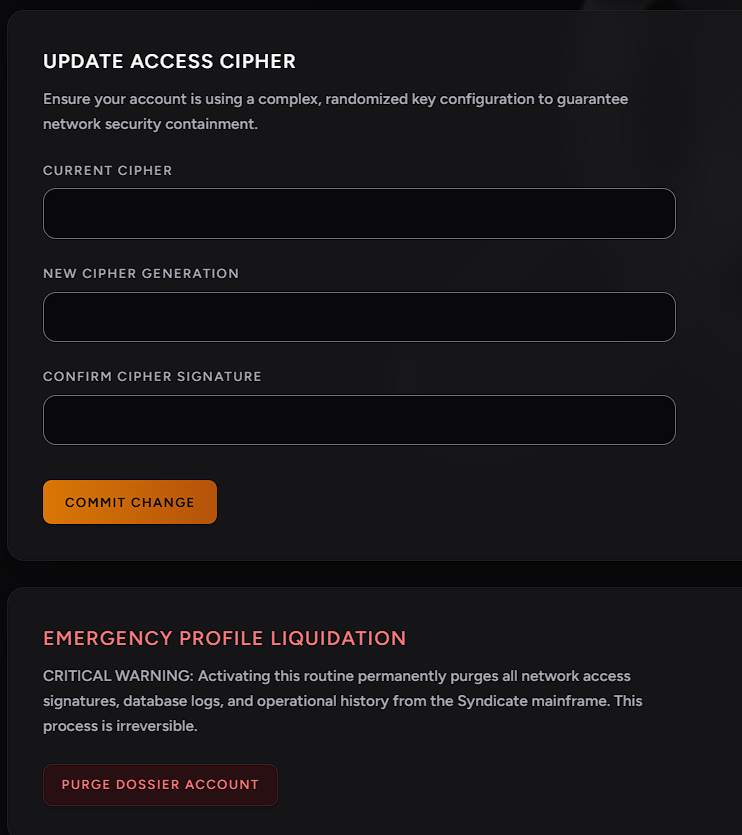 UPDATE ACCESS CIPHER
Ensure your account is using a complex, randomized key configuration to guarantee
network security containment.
CURRENT CIPHER
NEW CIPHER GENERATION
CONFIRM CIPHER SIGNATURE
COMMIT CHANGE
EMERGENCY PROFILE LIQUIDATION
CRITICAL WARNING: Activating this routine permanently purges all network access
signatures, database logs, and operational history from the Syndicate mainframe. This
process is irreversible.
PURGE DOSSIER ACCOUNT